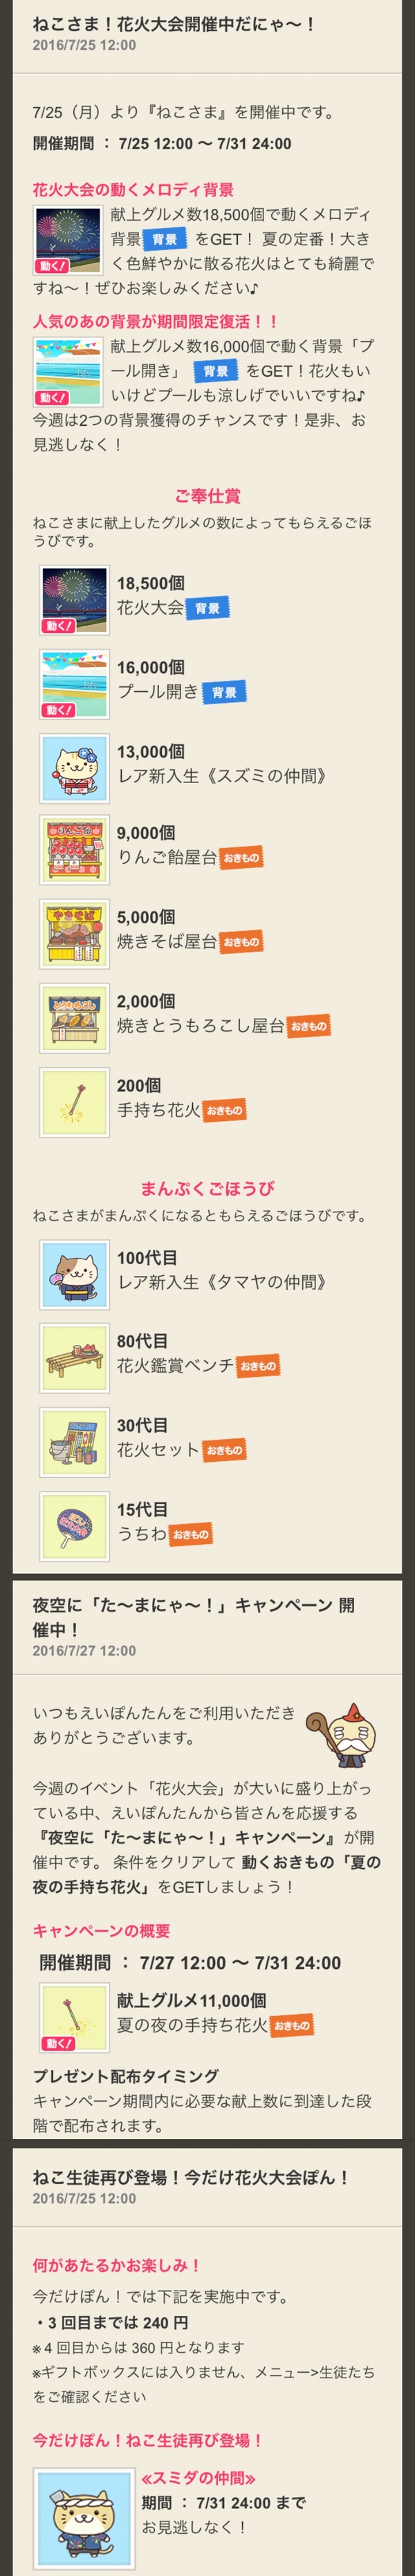 ねこさま！花火大会開催中だにゃ～！
2016/7/25 12:00
7/25（月）より『ねこさま』を開催中です。
開催期間 ： 7/25 12:00 ～ 7/31 24:00
花火大会の動くメロディ背景
動く!
献上グルメ数18,500個で動くメロディ
背景 背景 をGET！ 夏の定番！大き
く色鮮やかに散る花火はとても綺麗で
すね～！ぜひお楽しみください♪
人気のあの背景が期間限定復活！！
動く!
献上グルメ数16,000個で動く背景「プ
ール開き」 背景 をGET！花火もい
いけどプールも涼しげでいいですね♪
今週は2つの背景獲得のチャンスです！是非、お
見逃しなく！
ご奉仕賞
ねこさまに献上したグルメの数によってもらえるごほ
うびです。
動く!
18,500個
花火大会 背景
動く!
16,000個
プール開き 背景
13,000個
レア新入生《スズミの仲間》
りんご飴
9,000個
りんご飴屋台 おきもの
やきそば
5,000個
焼きそば屋台 おきもの
2,000個
焼きとうもろこし屋台 おきもの
200個
手持ち花火 おきもの
まんぷくごほうび
ねこさまがまんぷくになるともらえるごほうびです。
100代目
レア新入生《タマヤの仲間》
80代目
花火鑑賞ベンチ おきもの
30代目
花火セット おきもの
15代目
うちわ おきもの
夜空に「た～まにゃ～！」キャンペーン 開
催中！
2016/7/27 12:00
いつもえいぽんたんをご利用いただき
ありがとうございます。
今週のイベント「花火大会」が大いに盛り上がっ
ている中、えいぽんたんから皆さんを応援する
『夜空に「た～まにゃ～！」キャンペーン』が開
催中です。 条件をクリアして 動くおきもの「夏の
夜の手持ち花火」をGETしましょう！
キャンペーンの概要
開催期間 ： 7/27 12:00 ～ 7/31 24:00
動く!
献上グルメ11,000個
夏の夜の手持ち花火 おきもの
プレゼント配布タイミング
キャンペーン期間内に必要な献上数に到達した段
階で配布されます。
ねこ生徒再び登場！今だけ花火大会ぽん！
2016/7/25 12:00
何があたるかお楽しみ！
今だけぽん！では下記を実施中です。
・3 回目までは 240 円
※４回目からは 360 円となります
※ギフトボックスには入りません、メニュー>生徒たち
をご確認ください
今だけぽん！ねこ生徒再び登場！
≪スミダの仲間≫
期間 ： 7/31 24:00 まで
お見逃しなく！